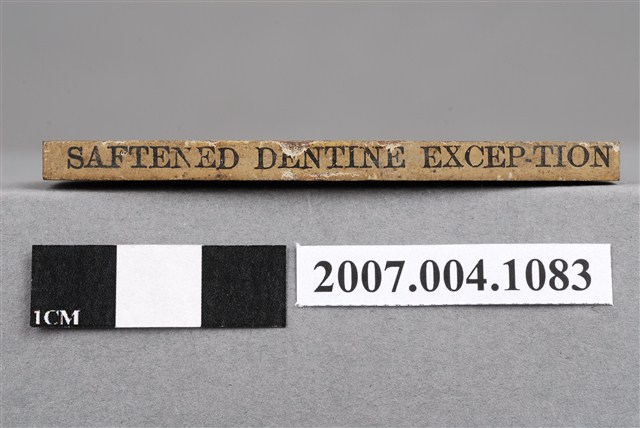 SAFTENED DENTINE EXCEP-TION
1CM
2007.004.1083